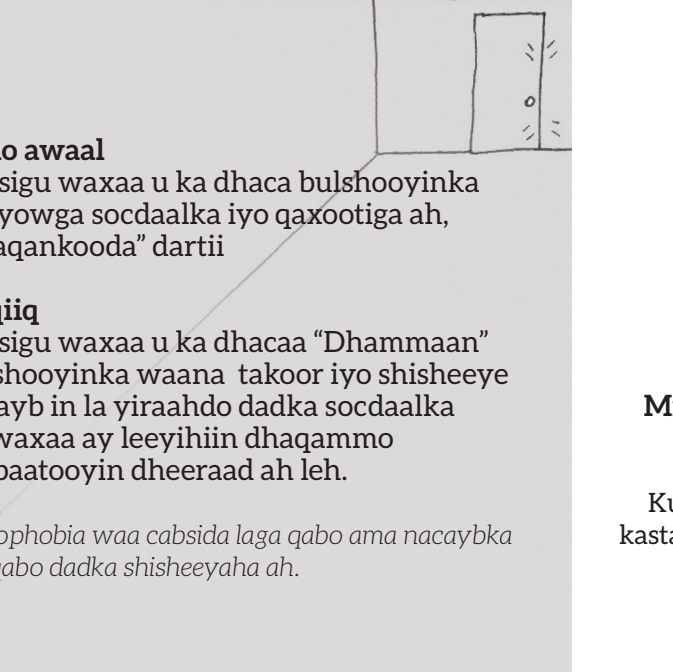 o awaal
sigu waxaa u ka dhaca bulshooyinka
yowga socdaalka iyo qaxootiga ah,
aqankooda” dartii
qiiq
sigu waxaa u ka dhacaa “Dhammaan”
shooyinka waana takoor iyo shisheeye
ayb in la yiraahdo dadka socdaalka
waxaa ay leeyihiin dhaqammo
baatooyin dheeraad ah leh.
ophobia waa cabsida laga qabo ama nacaybka
qabo dadka shisheeyaha ah.
M
Ku
kasta